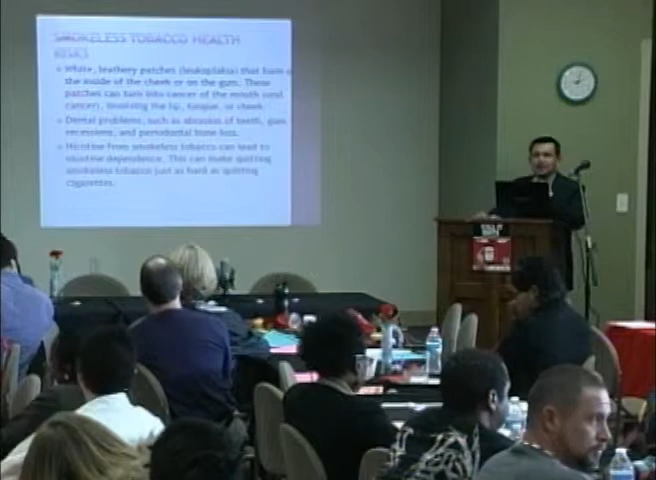 SMOKELESS TOBACCO HEALTH
RISKS
White, leathery patches (leukoplakia) that form on
the inside of the cheek or on the gum. These
patches can turn into cancer of the mouth (oral
cancer), involving the lip, tongue, or cheek
Dental problems, such as abrasion of teeth, gum
recessions, and periodontal bone loss.
Nicotine from smokeless tobacco can lead to
nicotine dependence. This can make quitting
smokeless tobacco just as hard as quitting
cigarettes.